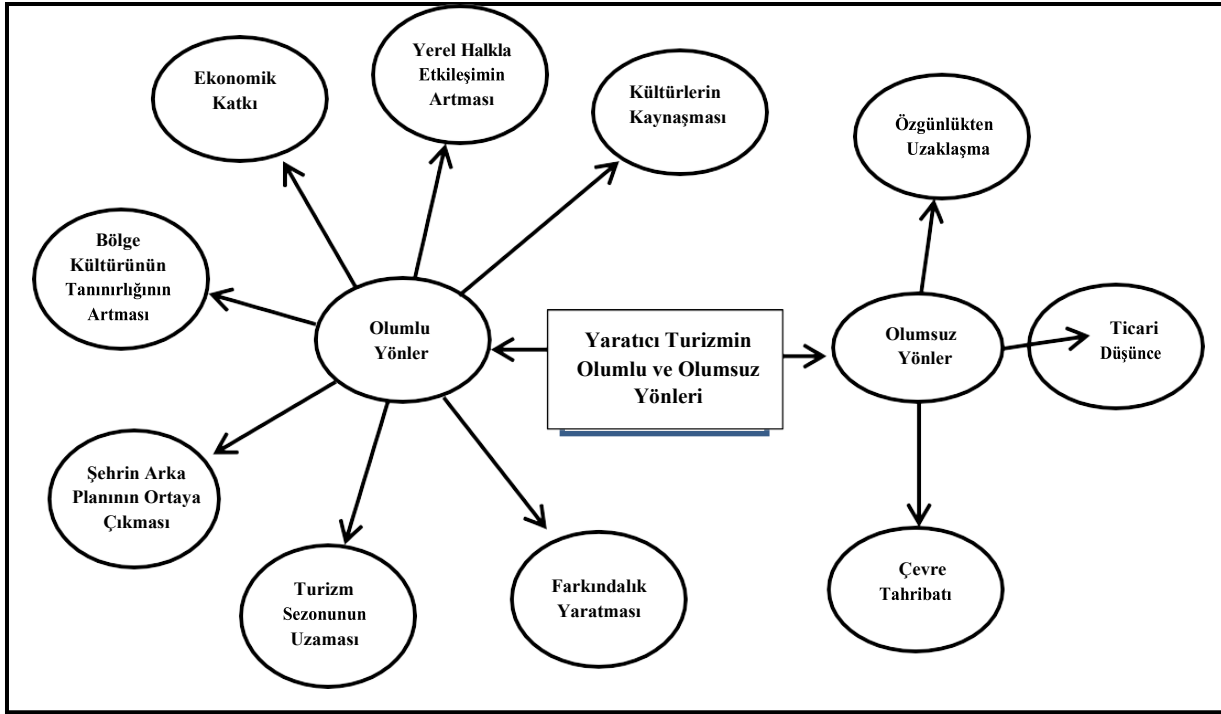 Ekonomik
Katkı
Yerel Halkla
Etkileşimin
Artması
Kültürlerin
Kaynaşması
Özgünlükten
Uzaklaşma
Bölge
Kültürünün
Tanınırlığının
Artması
Olumlu
Yönler
Yaratıcı Turizmin
Olumlu ve Olumsuz
Yönleri
Olumsuz
Yönler
Ticari
Düşünce
Şehrin Arka
Planının Ortaya
Çıkması
Turizm
Sezonunun
Uzaması
Farkındalık
Yaratması
Çevre
Tahribatı